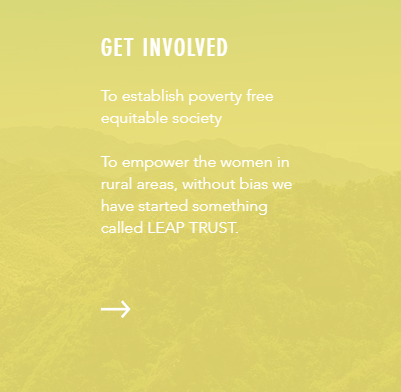 GET INVOLVED
To establish poverty free
equitable society
To empower the women in
rural areas, without bias we
have started something
called LEAP TRUST.